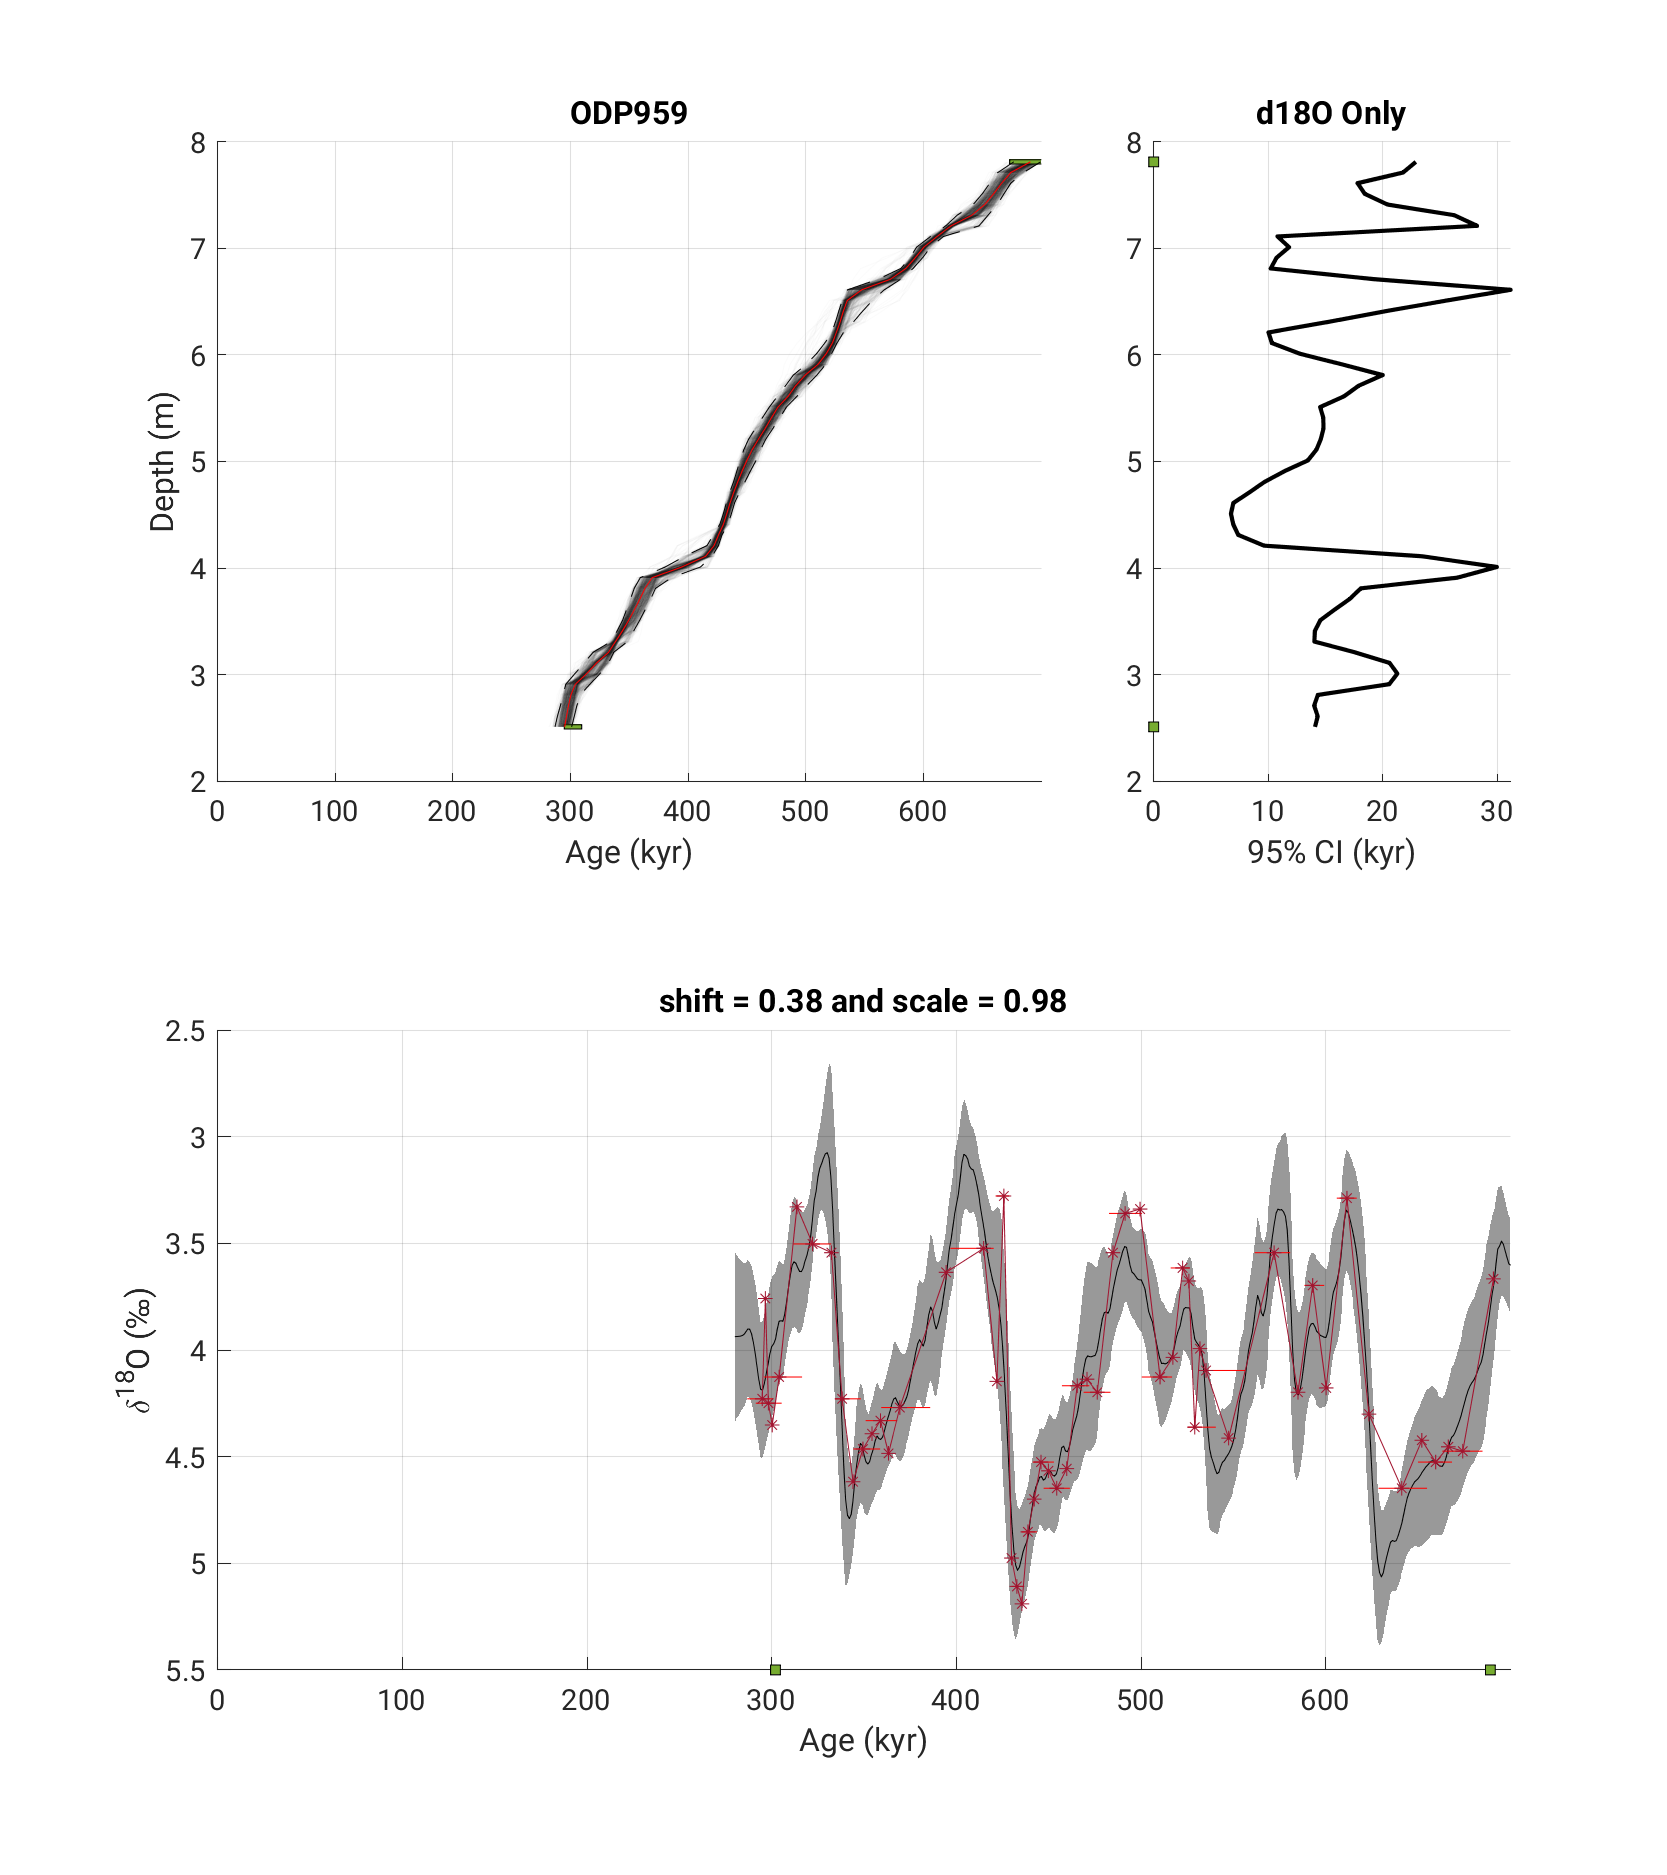 ODP959
8
7
6
5
4
3
2
Depth (m)
0 100 200 300 400 500 600
Age (kyr)
d18O Only
8
7
6
5
4
3
2
0 10 20 30
95% CI (kyr)
shift = 0.38 and scale = 0.98
2.5
3
3.5
4
4.5
5
5.5
δ¹⁸O (‰)
0 100 200 300 400 500 600
Age (kyr)